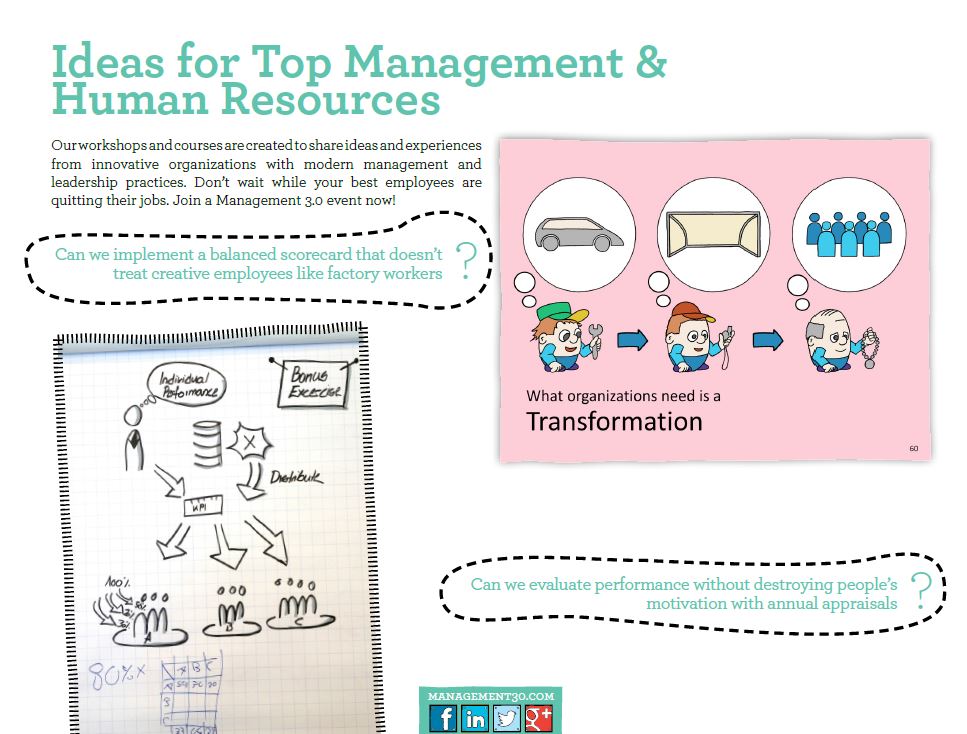 Ideas for Top Management &
Human Resources
Our workshops and courses are created to share ideas and experiences
from innovative organizations with modern management and
leadership practices. Don't wait while your best employees are
quitting their jobs. Join a Management 3.0 event now!
Can we implement a balanced scorecard that doesn't
treat creative employees like factory workers
?
Individual
Performance
Bonus
Excercise
X
Distribute
KPI
100%
A
B
C
80% x
What organizations need is a
Transformation
60
Can we evaluate performance without destroying people's
motivation with annual appraisals
?
MANAGEMENT30.COM
f
in
g+